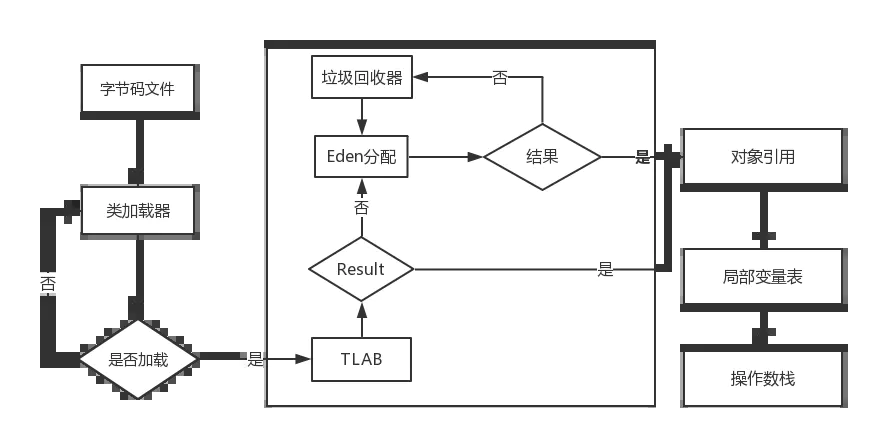 字节码文件
类加载器
否
是否加载
是
垃圾回收器
否
Eden分配
结果
是
否
Result
是
TLAB
对象引用
局部变量表
操作数栈